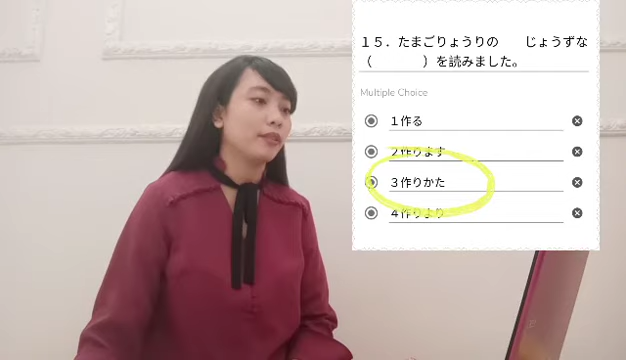 １５．たまごりょうりの　　じょうずな
（　　　　）を読みました。
Multiple Choice
１作る
２作ります
３作りかた
４作りより